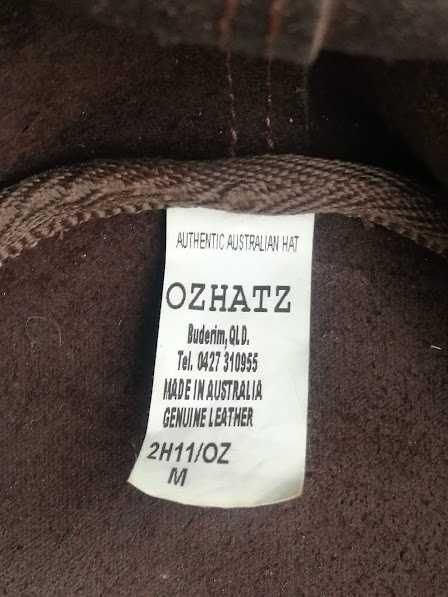 AUTHENTIC AUSTRALIAN HAT
OZHATZ
Buderim, QLD.
Tel. 0427 310955
MADE IN AUSTRALIA
GENUINE LEATHER
2H11/OZ
M